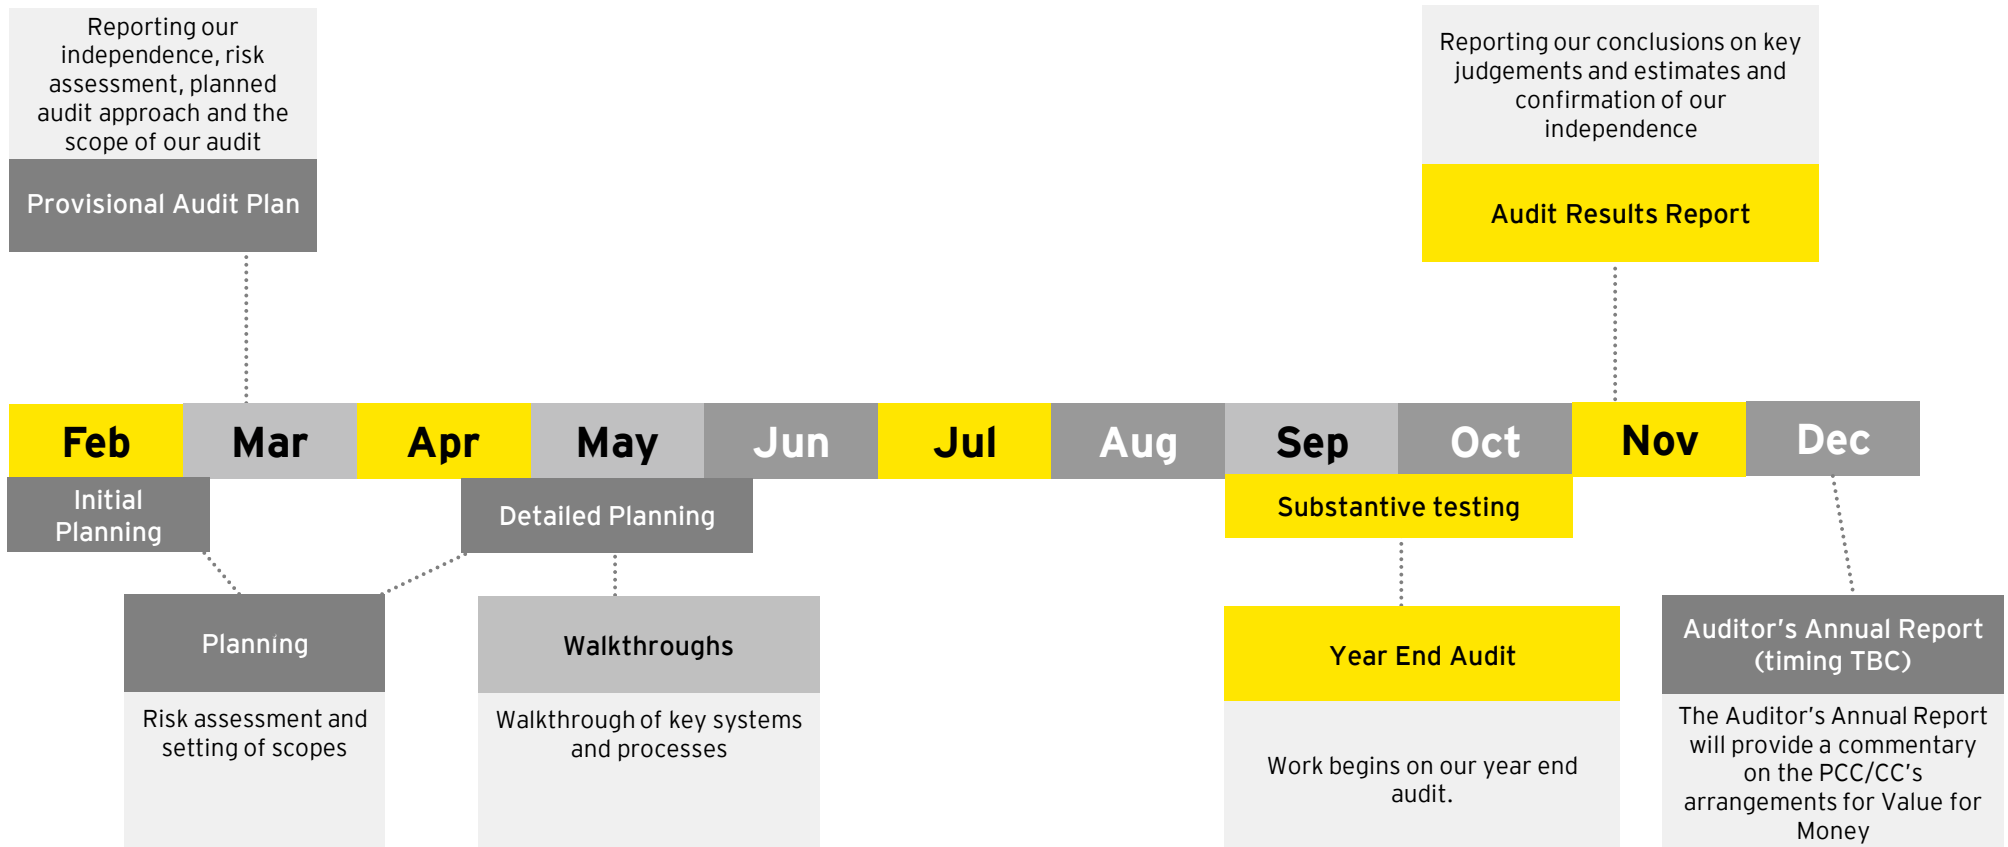 Reporting our
independence, risk
assessment, planned
audit approach and the
scope of our audit
Provisional Audit Plan
Reporting our conclusions on key
judgements and estimates and
confirmation of our
independence
Audit Results Report
Feb
Mar
Apr
May
Jun
Jul
Aug
Sep
Oct
Nov
Dec
Initial
Planning
Detailed Planning
Substantive testing
Planning
Risk assessment and
setting of scopes
Walkthroughs
Walkthrough of key systems
and processes
Year End Audit
Work begins on our year end
audit.
Auditor's Annual Report
(timing TBC)
The Auditor's Annual Report
will provide a commentary
on the PCC/CC's
arrangements for Value for
Money